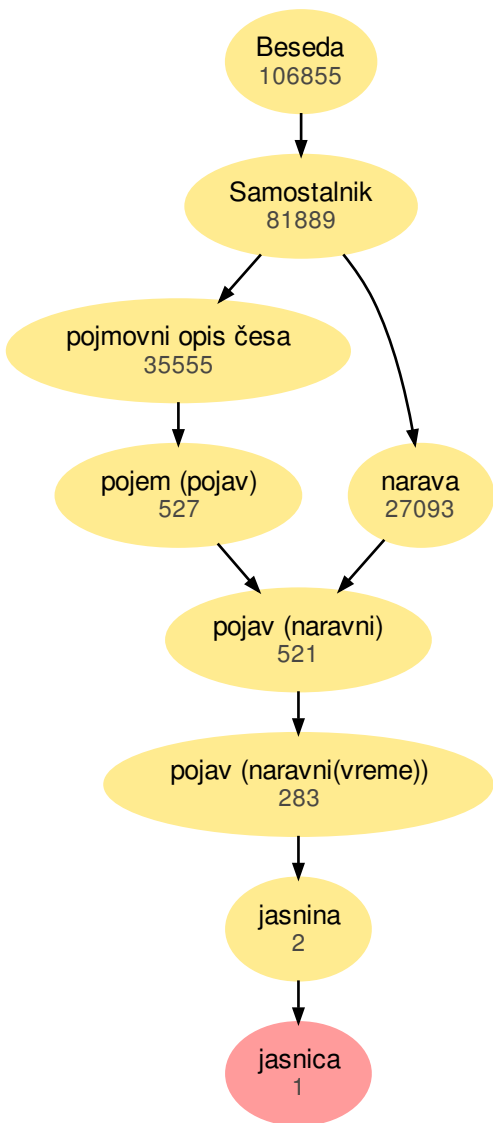 Beseda
106855
Samostalnik
81889
pojmovni opis česa
35555
pojem (pojav)
527
narava
27093
pojav (naravni)
521
pojav (naravni(vreme))
283
jasnina
2
jasnica
1